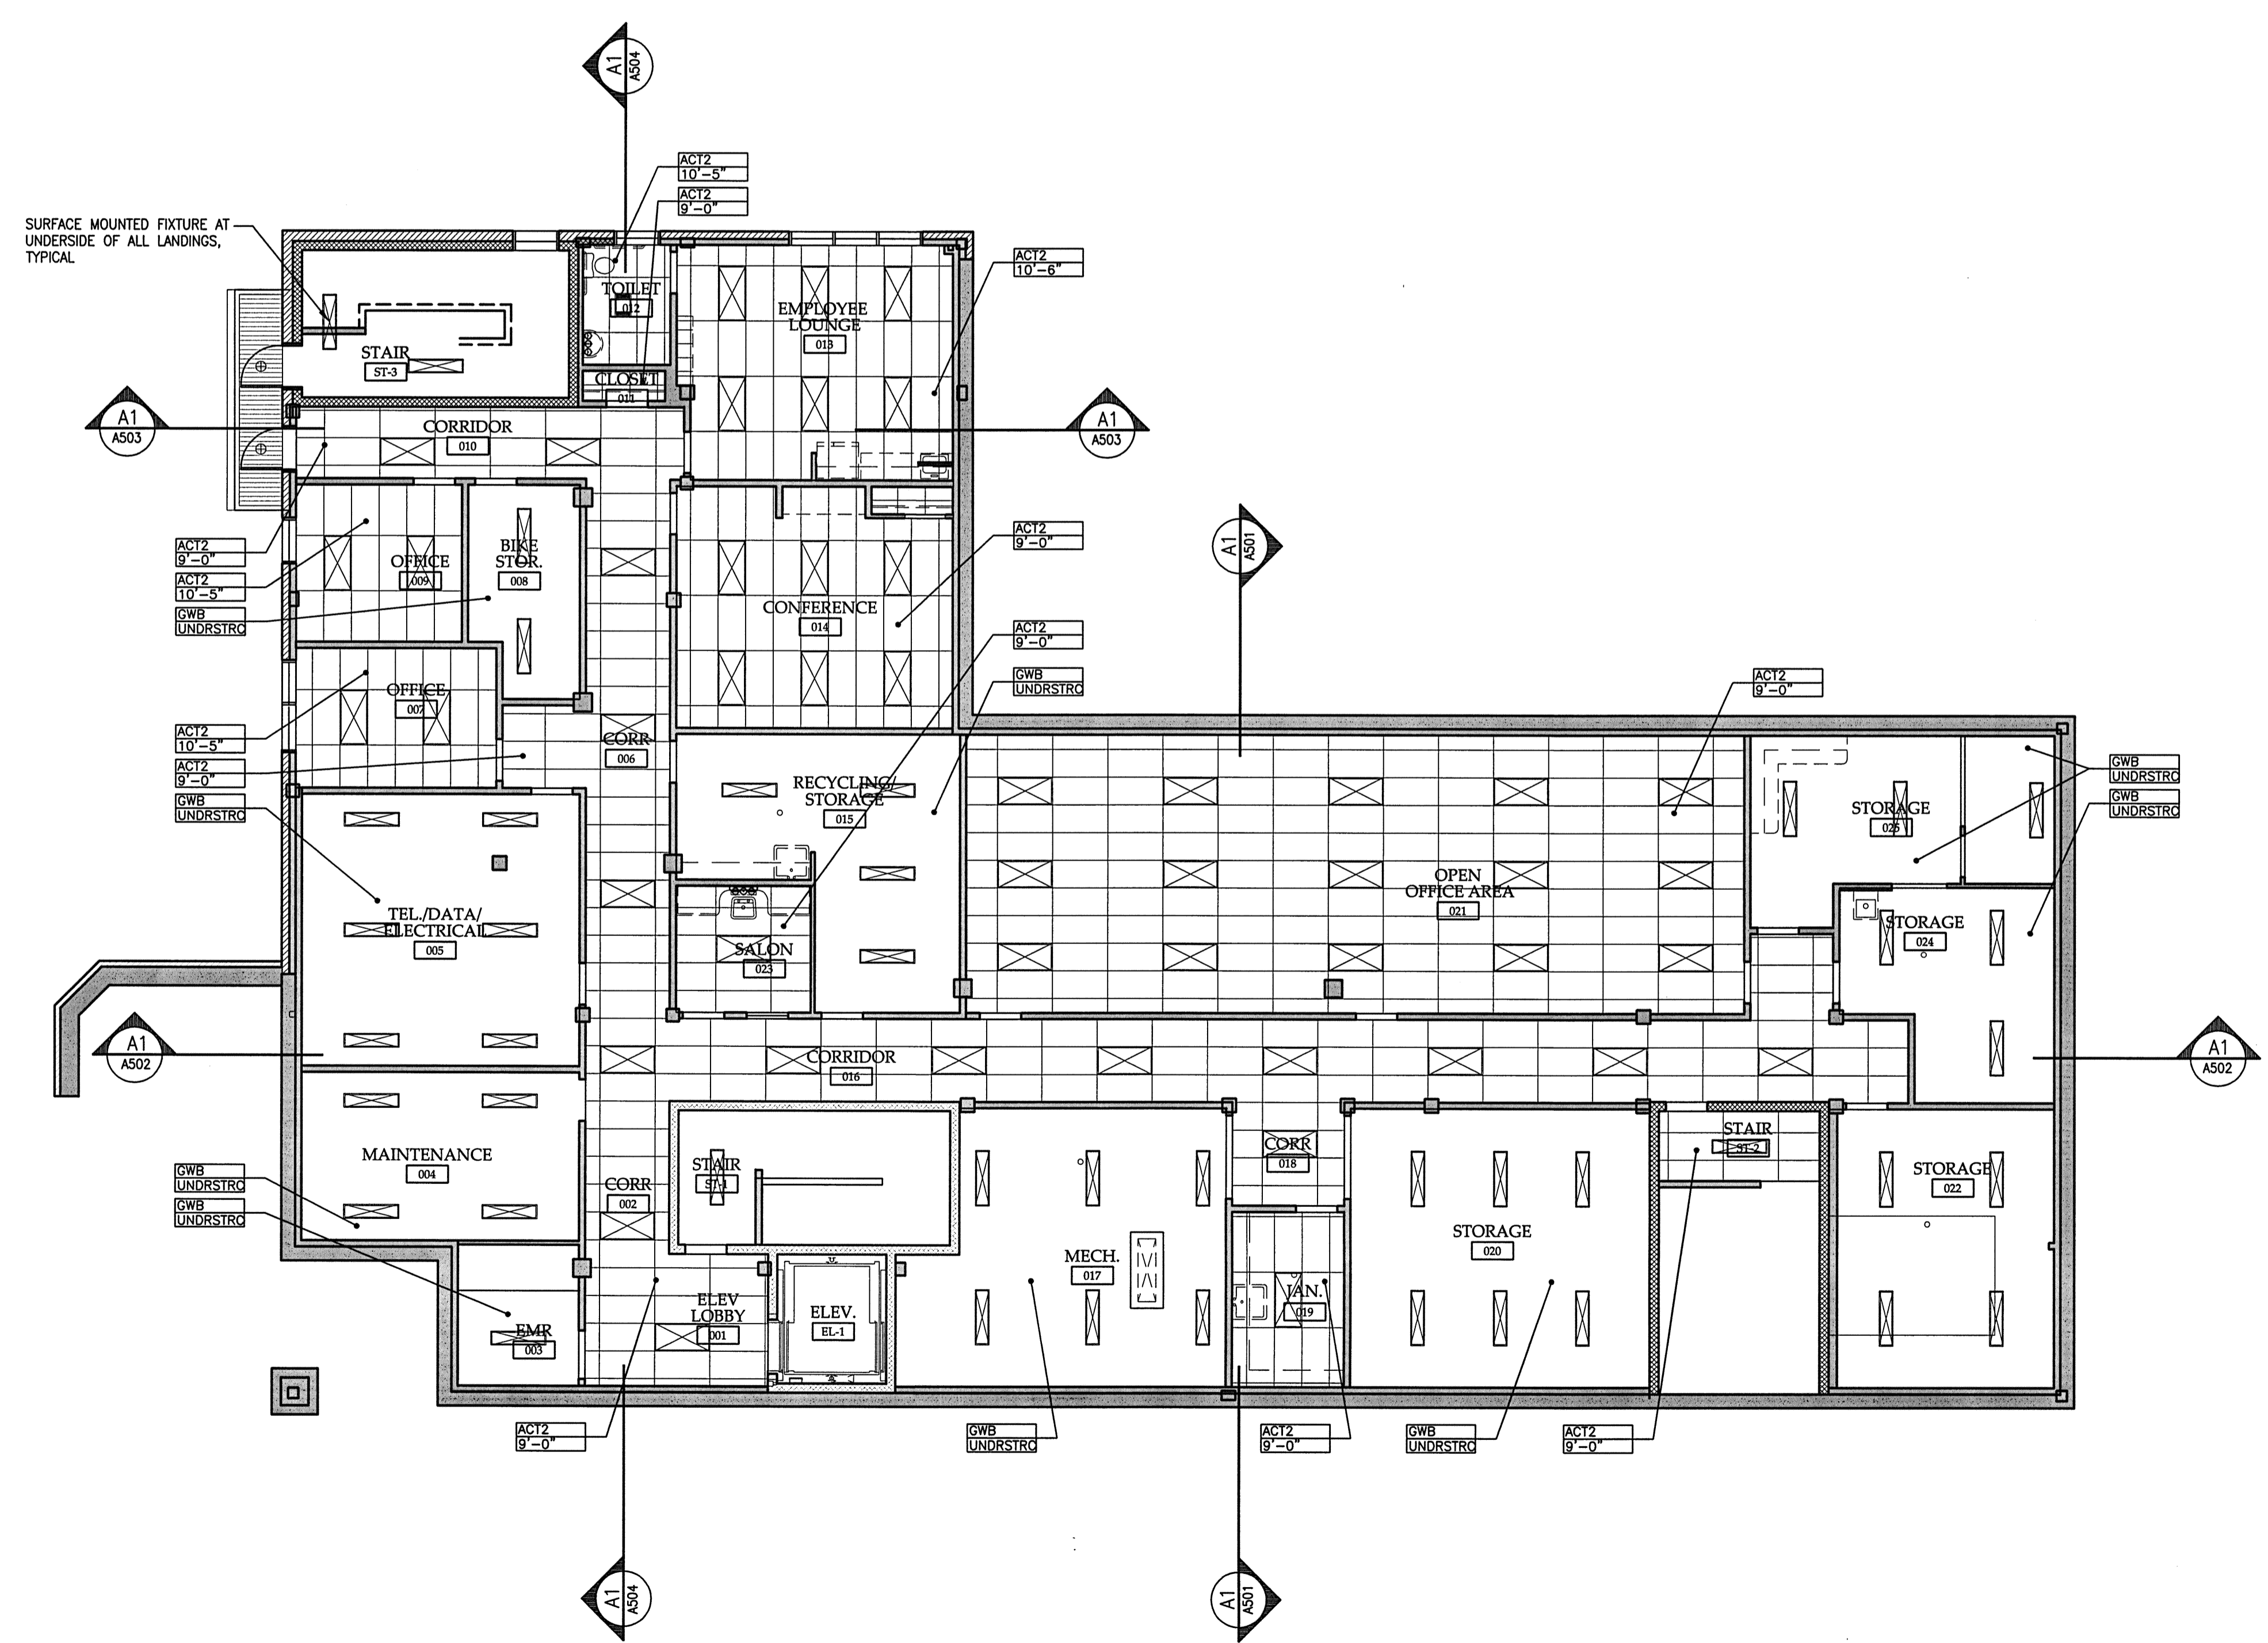 A1
A504
ACT2
10'-5"
ACT2
9'-0"
SURFACE MOUNTED FIXTURE AT
UNDERSIDE OF ALL LANDINGS,
TYPICAL
ACT2
10'-6"
TOILET
012
EMPLOYEE
LOUNGE
013
STAIR
ST-3
CLOSET
011
A1
A503
CORRIDOR
010
A1
A503
ACT2
9'-0"
ACT2
10'-5"
GWB
UNDRSTRC
OFFICE
009
BIKE
STOR.
008
ACT2
9'-0"
A1
A501
CONFERENCE
014
ACT2
9'-0"
GWB
UNDRSTRC
ACT2
9'-0"
OFFICE
007
ACT2
10'-5"
ACT2
9'-0"
GWB
UNDRSTRC
CORR
006
RECYCLING/
STORAGE
015
STORAGE
025
GWB
UNDRSTRC
GWB
UNDRSTRC
OPEN
OFFICE AREA
021
TEL./DATA/
ELECTRICAL
005
SALON
023
STORAGE
024
A1
A502
CORRIDOR
016
A1
A502
MAINTENANCE
004
GWB
UNDRSTRC
GWB
UNDRSTRC
CORR
002
STAIR
ST-1
CORR
018
STAIR
ST-2
STORAGE
022
MECH.
017
STORAGE
020
EMR
003
ELEV
LOBBY
001
ELEV.
EL-1
JAN.
019
ACT2
9'-0"
GWB
UNDRSTRC
ACT2
9'-0"
GWB
UNDRSTRC
ACT2
9'-0"
A1
A504
A1
A501